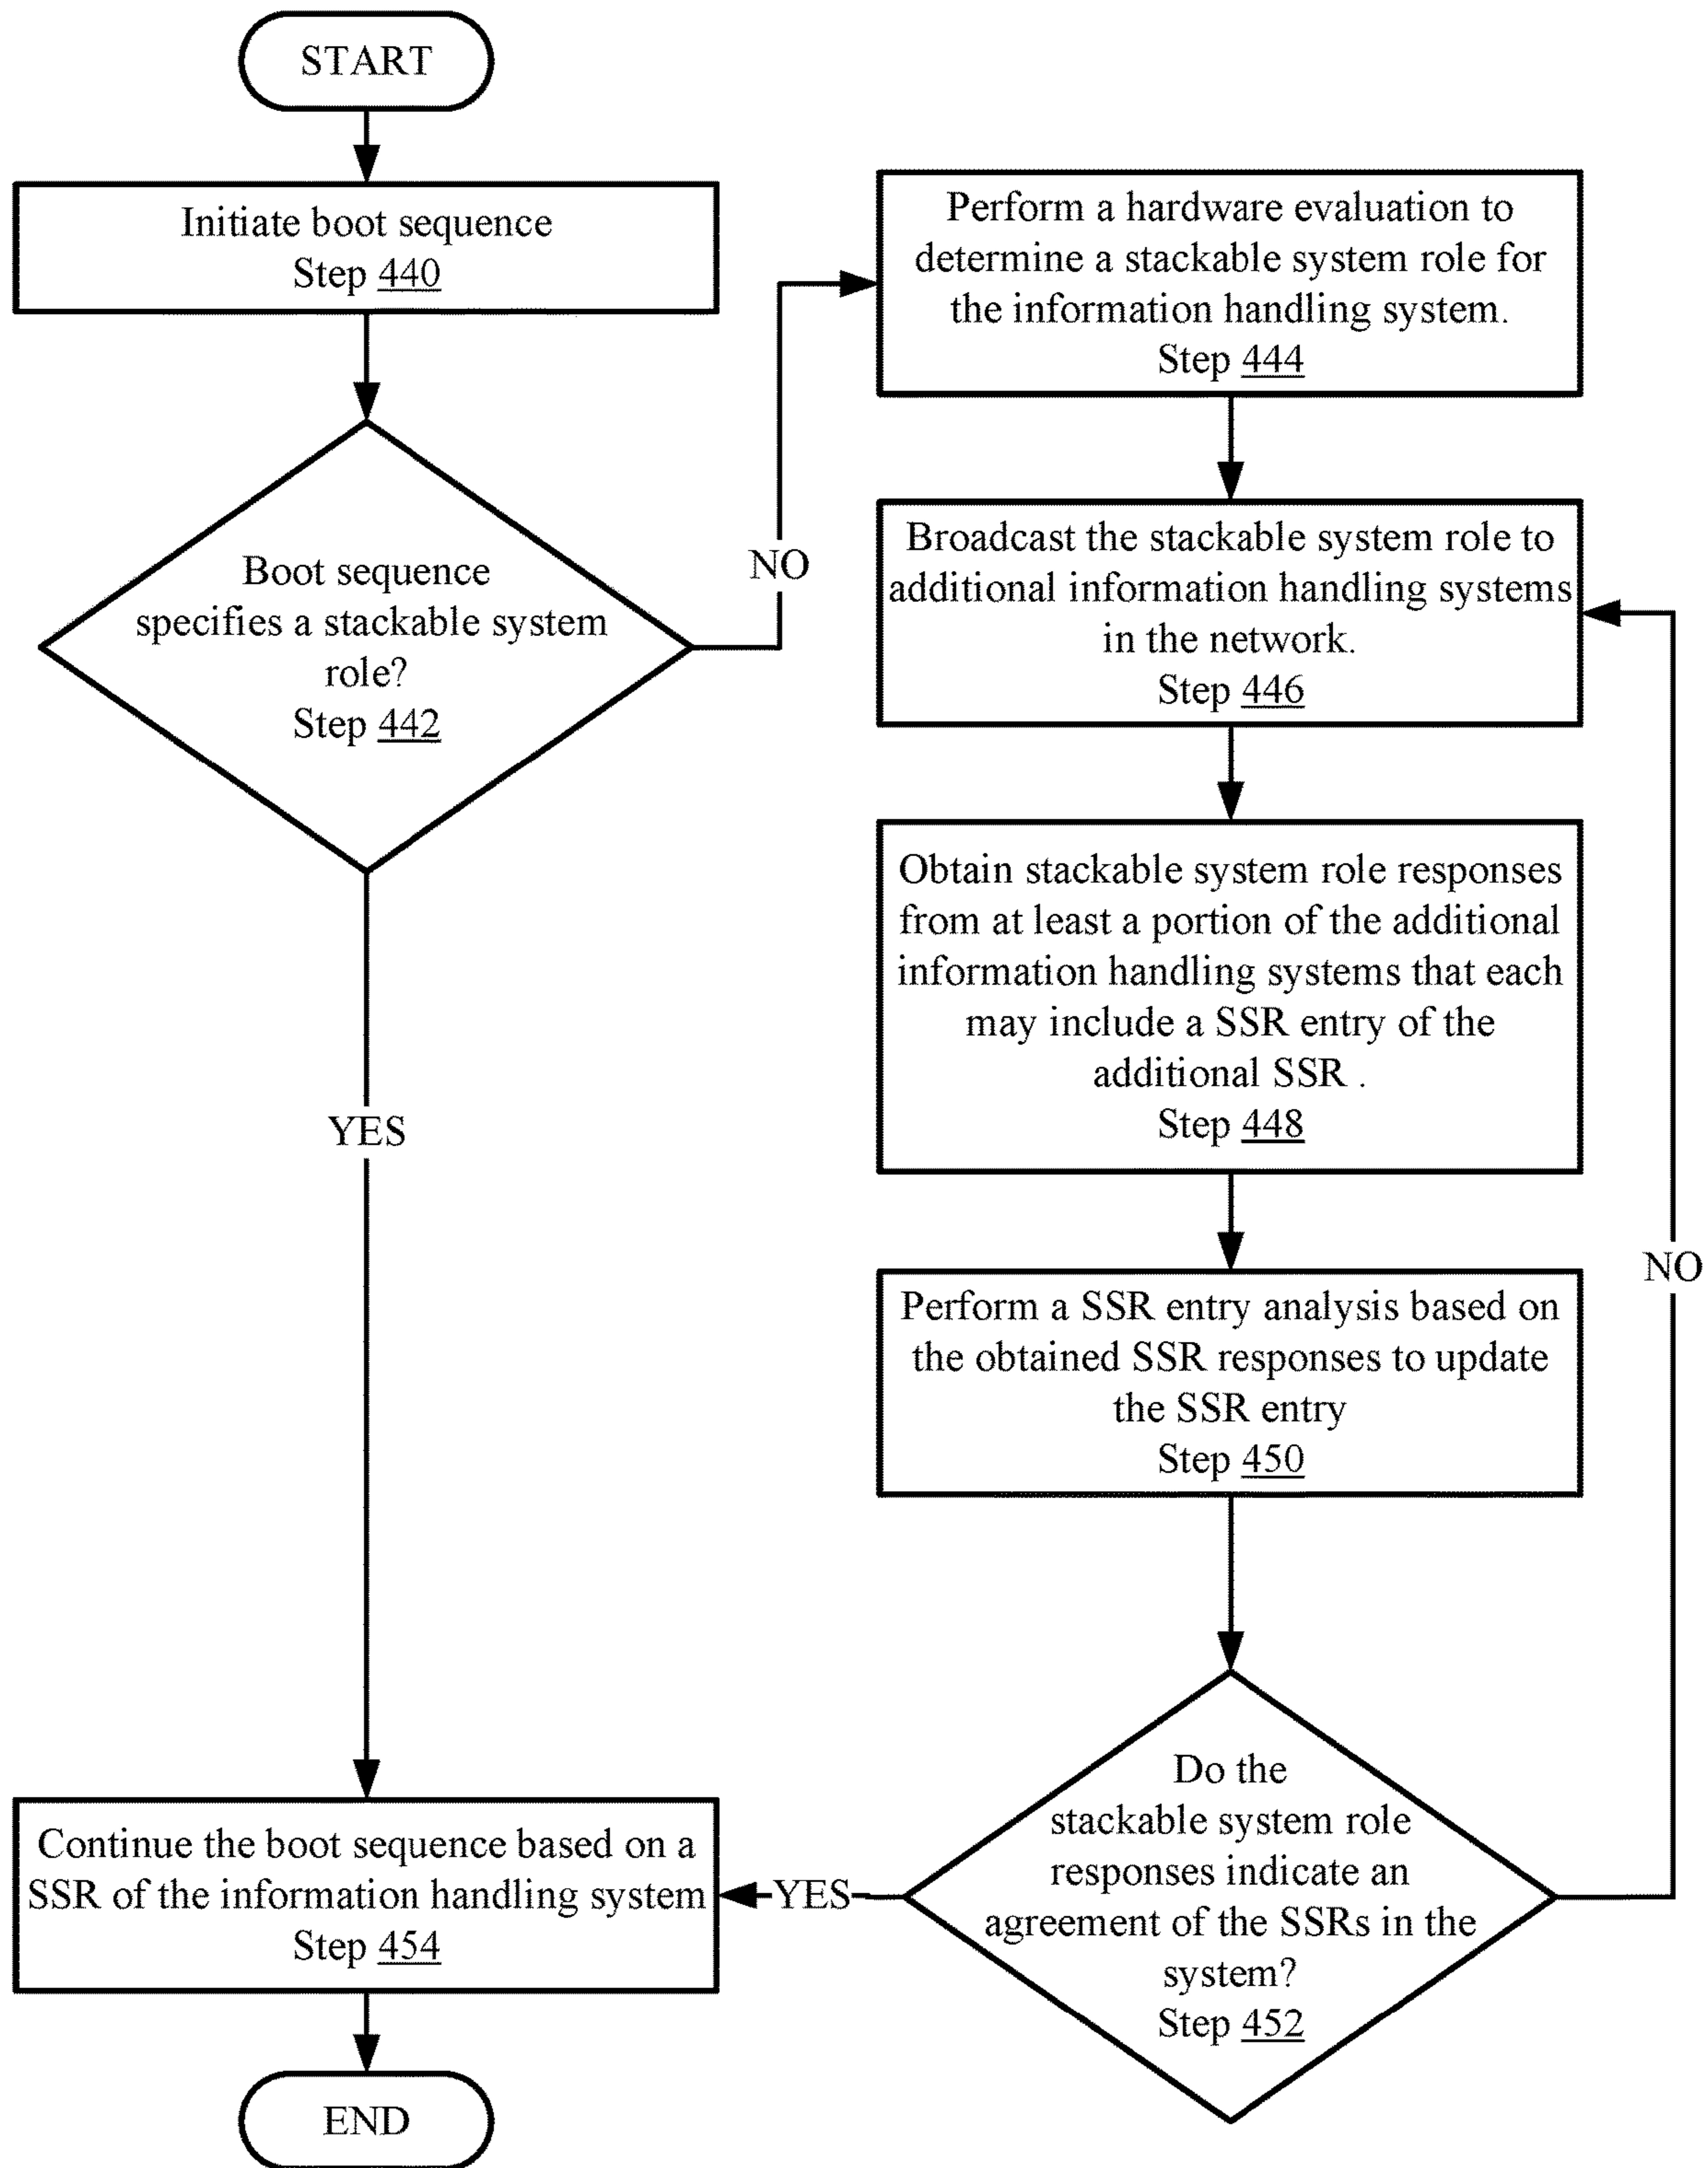 START
Initiate boot sequence
Step 440
Boot sequence
specifies a stackable system
role?
Step 442
NO
YES
Perform a hardware evaluation to
determine a stackable system role for
the information handling system.
Step 444
Broadcast the stackable system role to
additional information handling systems
in the network.
Step 446
Obtain stackable system role responses
from at least a portion of the additional
information handling systems that each
may include a SSR entry of the
additional SSR .
Step 448
Perform a SSR entry analysis based on
the obtained SSR responses to update
the SSR entry
Step 450
Do the
stackable system role
responses indicate an
agreement of the SSRs in the
system?
Step 452
NO
YES
Continue the boot sequence based on a
SSR of the information handling system
Step 454
END